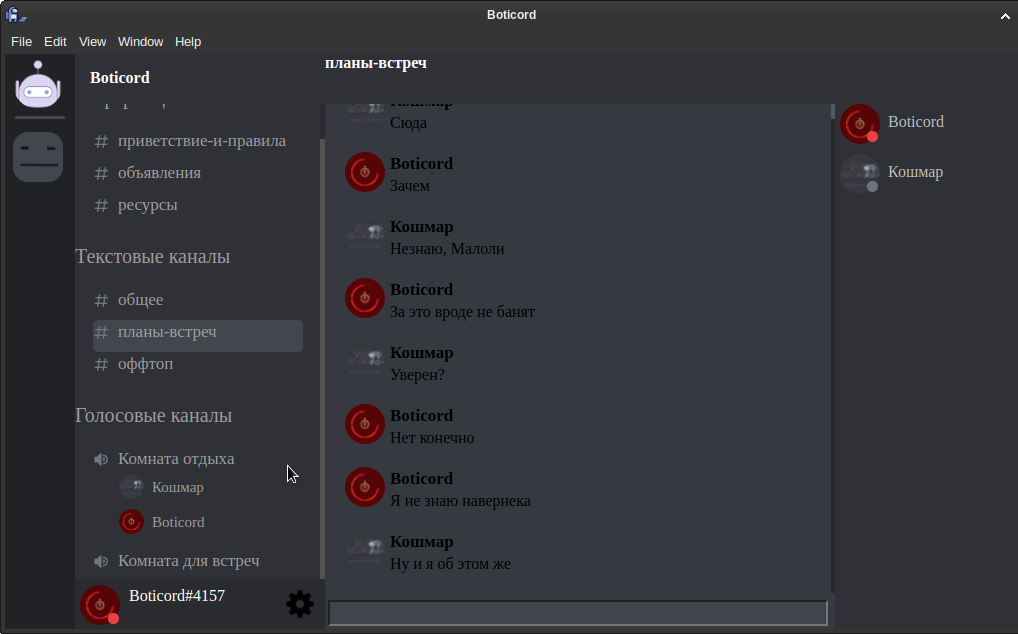 Boticord
File Edit View Window Help
Boticord
# приветствие-и-правила
# объявления
# ресурсы
Текстовые каналы
# общее
# планы-встреч
# оффтоп
Голосовые каналы
Комната отдыха
Кошмар
Boticord
Комната для встреч
Boticord#4157
планы-встреч
Кошмар
Сюда
Boticord
Зачем
Кошмар
Незнаю, Малоли
Boticord
За это вроде не банят
Кошмар
Уверен?
Boticord
Нет конечно
Boticord
Я не знаю навернека
Кошмар
Ну и я об этом же
Boticord
Кошмар